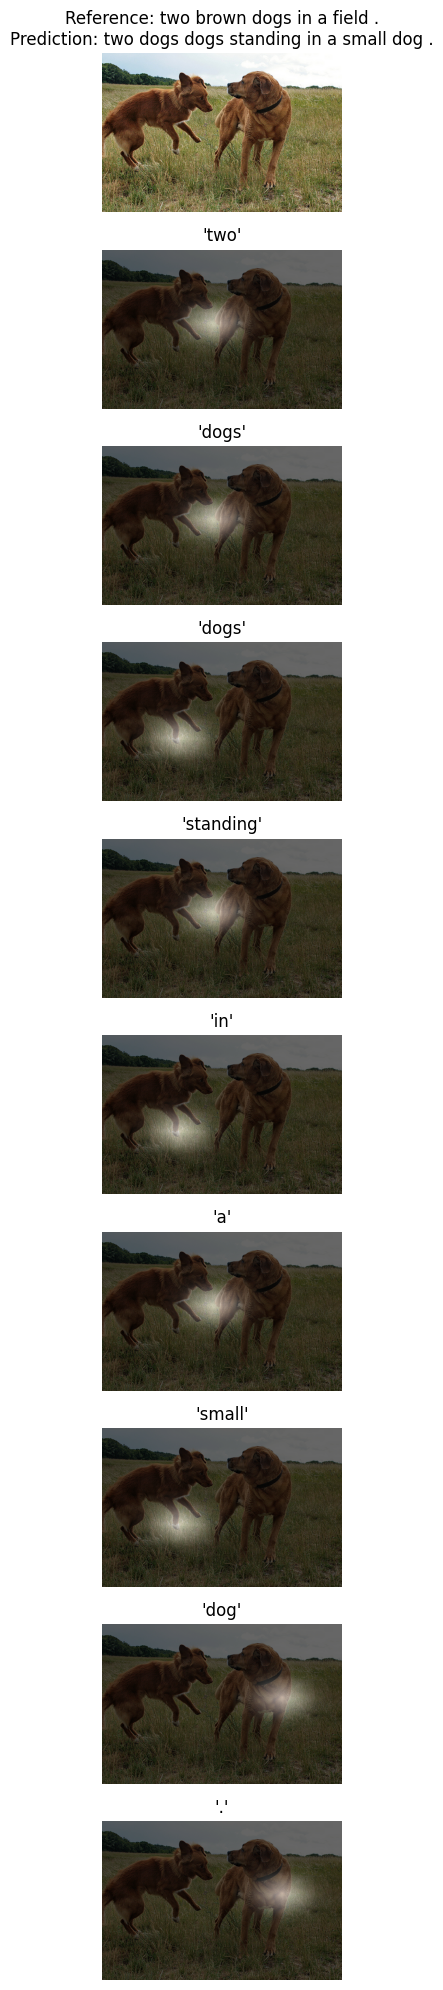 Reference: two brown dogs in a field .
Prediction: two dogs dogs standing in a small dog .
'two'
'dogs'
'dogs'
'standing'
'in'
'a'
'small'
'dog'
'.'